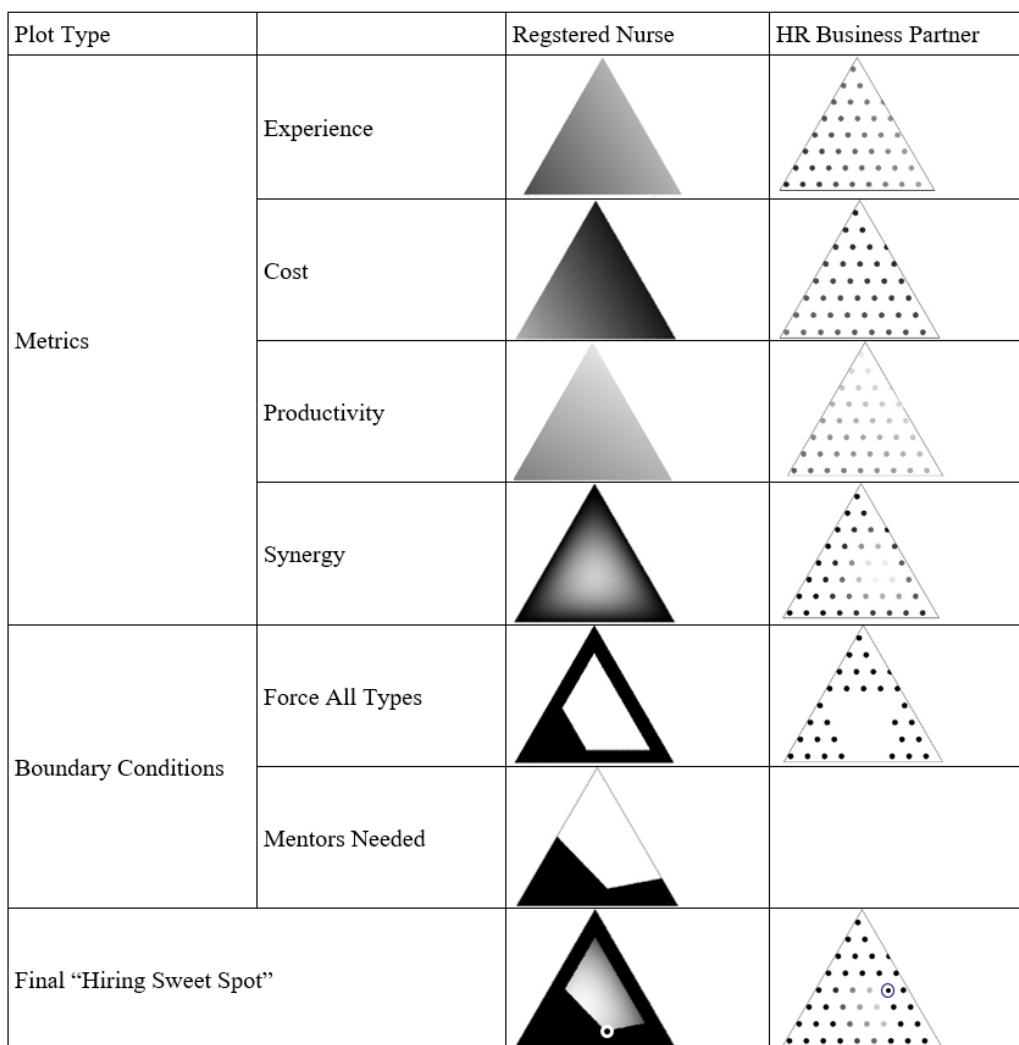 Plot Type
Regstered Nurse
HR Business Partner
Metrics
Experience
Cost
Productivity
Synergy
Boundary Conditions
Force All Types
Mentors Needed
Final “Hiring Sweet Spot”